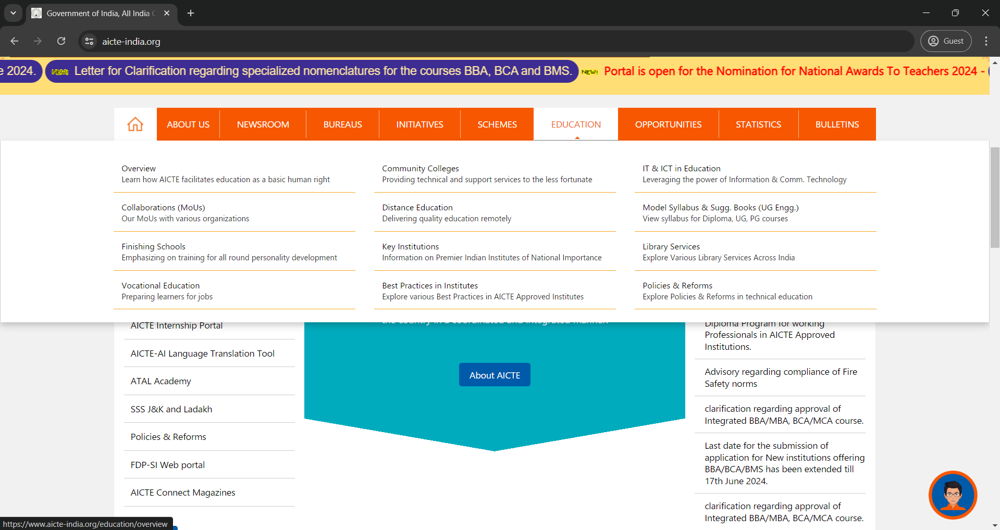 Government of India, All India C
aicte-india.org
Guest
e 2024.
NEW! Letter for Clarification regarding specialized nomenclatures for the courses BBA, BCA and BMS.
NEW! Portal is open for the Nomination for National Awards To Teachers 2024 -
ABOUT US
NEWSROOM
BUREAUS
INITIATIVES
SCHEMES
EDUCATION
OPPORTUNITIES
STATISTICS
BULLETINS
Overview
Learn how AICTE facilitates education as a basic human right
Collaborations (MoUs)
Our MoUs with various organizations
Finishing Schools
Emphasizing on training for all round personality development
Vocational Education
Preparing learners for jobs
Community Colleges
Providing technical and support services to the less fortunate
Distance Education
Delivering quality education remotely
Key Institutions
Information on Premier Indian Institutes of National Importance
Best Practices in Institutes
Explore various Best Practices in AICTE Approved Institutes
IT & ICT in Education
Leveraging the power of Information & Comm. Technology
Model Syllabus & Sugg. Books (UG Engg.)
View syllabus for Diploma, UG, PG courses
Library Services
Explore Various Library Services Across India
Policies & Reforms
Explore Policies & Reforms in technical education
AICTE Internship Portal
AICTE-AI Language Translation Tool
ATAL Academy
SSS J&K and Ladakh
Policies & Reforms
FDP-SI Web portal
AICTE Connect Magazines
the country in a coordinated and integrated manner.
About AICTE
Diploma Program for working
Professionals in AICTE Approved
Institutions.
Advisory regarding compliance of Fire
Safety norms
clarification regarding approval of
Integrated BBA/MBA, BCA/MCA course.
Last date for the submission of
application for New institutions offering
BBA/BCA/BMS has been extended till
17th June 2024.
clarification regarding approval of
Integrated BBA/MBA, BCA/MCA course.
https://www.aicte-india.org/education/overview